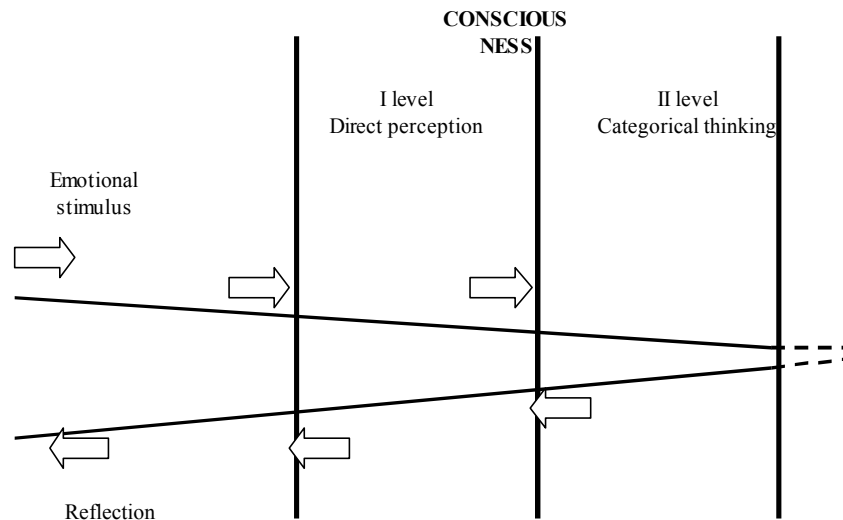 CONSCIOUS
NESS
I level
Direct perception
II level
Categorical thinking
Emotional
stimulus
Reflection